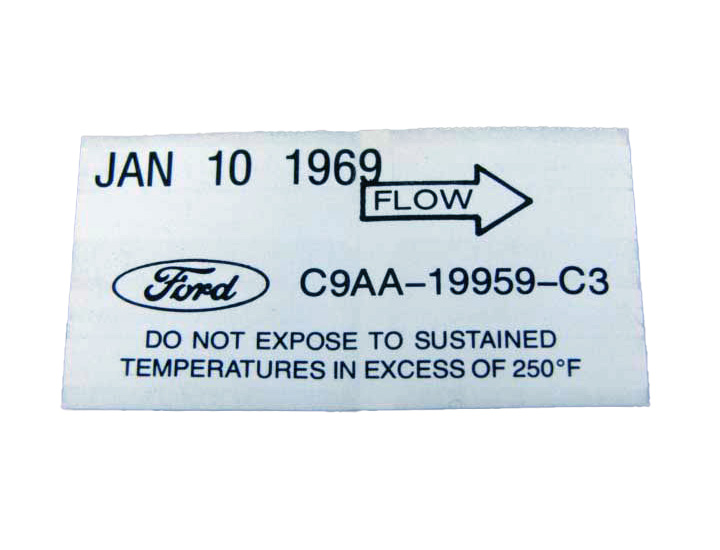 JAN 10 1969
FLOW
Ford C9AA-19959-C3
DO NOT EXPOSE TO SUSTAINED
TEMPERATURES IN EXCESS OF 250°F